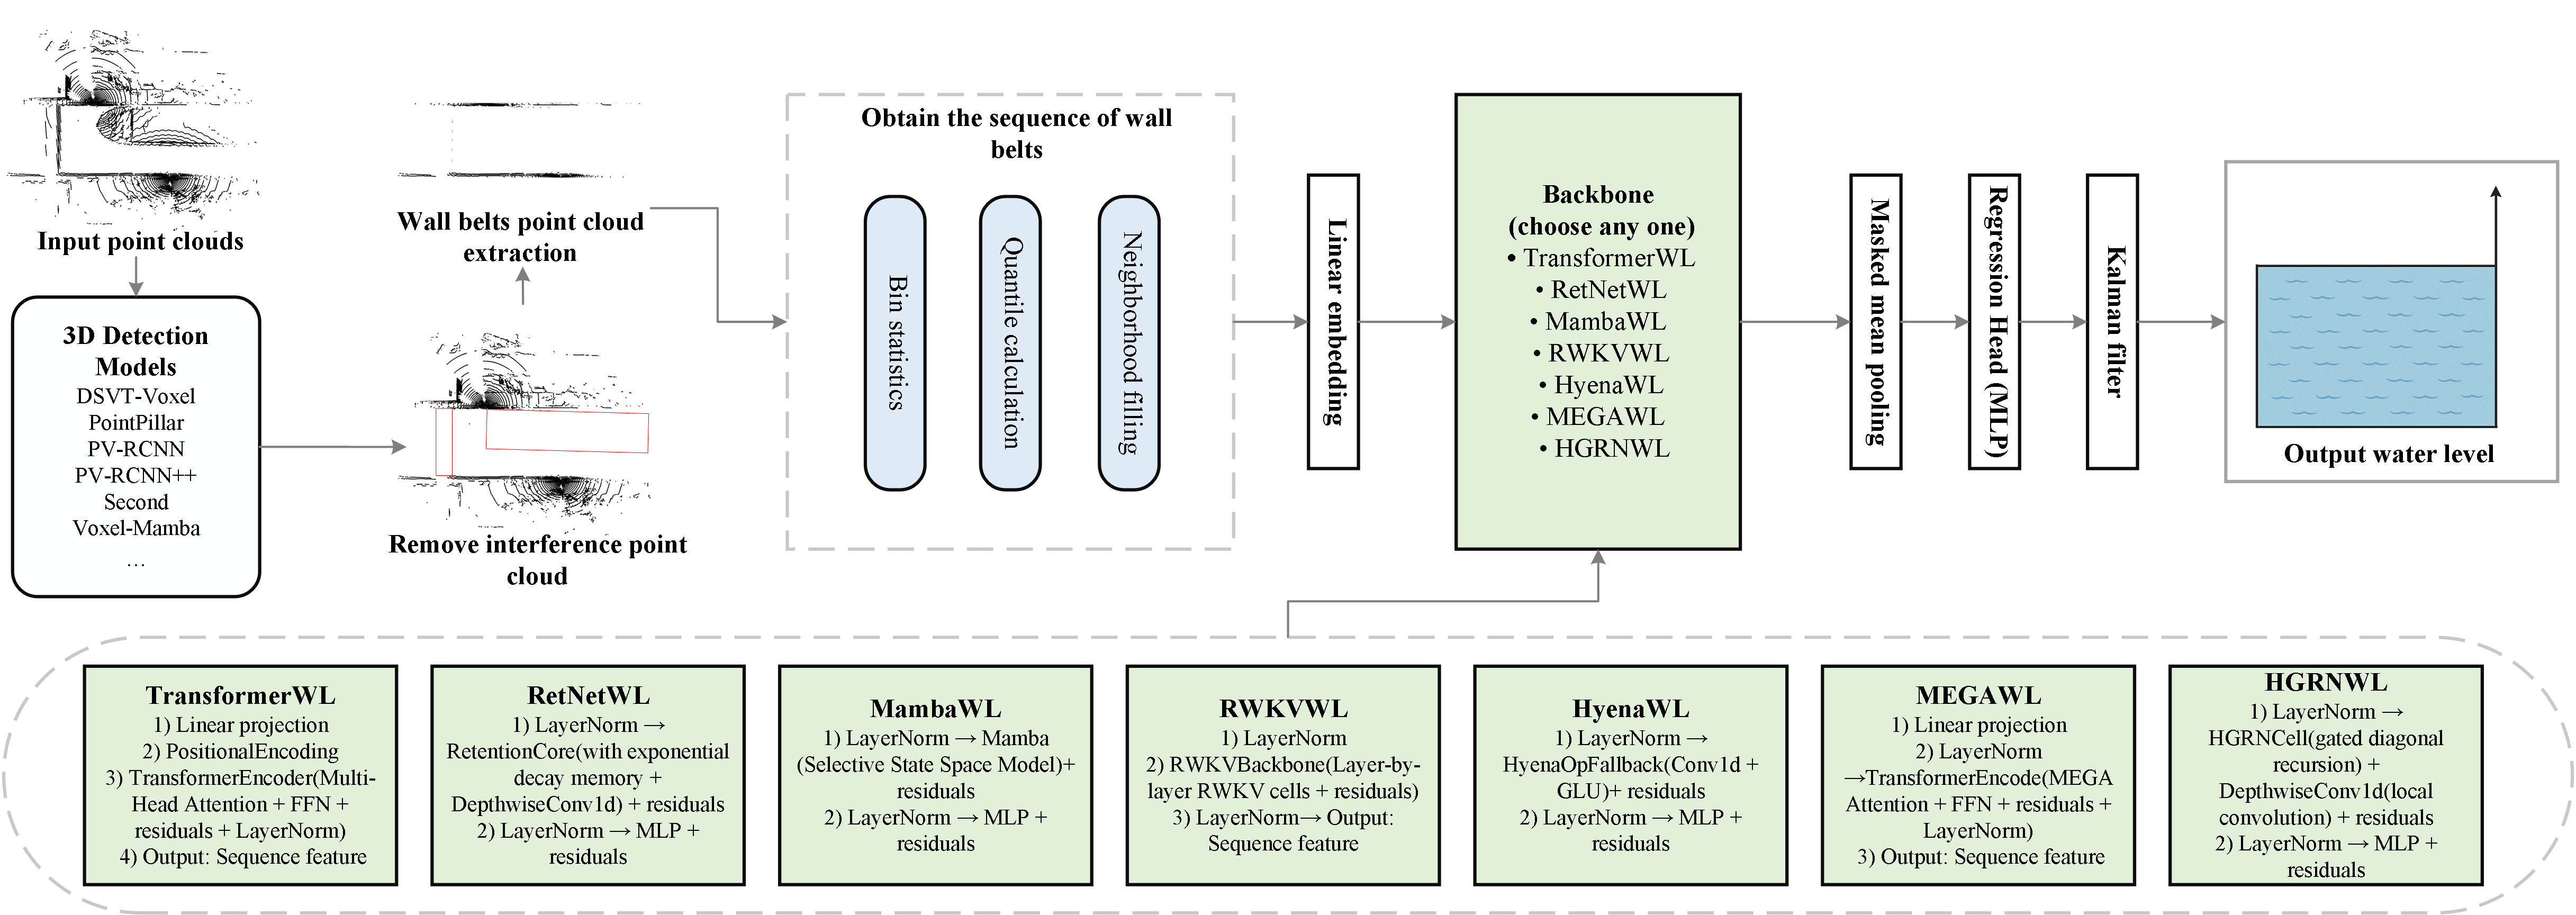 Input point clouds
3D Detection
Models
DSVT-Voxel
PointPillar
PV-RCNN
PV-RCNN++
Second
Voxel-Mamba
…
Wall belts point cloud
extraction
Remove interference point
cloud
Obtain the sequence of wall
belts
Bin statistics
Quantile calculation
Neighborhood filling
Linear embedding
Backbone
(choose any one)
• TransformerWL
• RetNetWL
• MambaWL
• RWKVWL
• HyenaWL
• MEGAWL
• HGRNWL
Masked mean pooling
Regression Head (MLP)
Kalman filter
Output water level
TransformerWL
1) Linear projection
2) PositionalEncoding
3) TransformerEncoder(Multi-
Head Attention + FFN +
residuals + LayerNorm)
4) Output: Sequence feature
RetNetWL
1) LayerNorm →
RetentionCore(with exponential
decay memory +
DepthwiseConv1d) + residuals
2) LayerNorm → MLP +
residuals
MambaWL
1) LayerNorm → Mamba
(Selective State Space Model)+
residuals
2) LayerNorm → MLP +
residuals
RWKVWL
1) LayerNorm
2) RWKVBackbone(Layer-by-
layer RWKV cells + residuals)
3) LayerNorm→ Output:
Sequence feature
HyenaWL
1) LayerNorm →
HyenaOpFallback(Conv1d +
GLU)+ residuals
2) LayerNorm → MLP +
residuals
MEGAWL
1) Linear projection
2) LayerNorm
→TransformerEncode(MEGA
Attention + FFN + residuals +
LayerNorm)
3) Output: Sequence feature
HGRNWL
1) LayerNorm →
HGRNCell(gated diagonal
recursion) +
DepthwiseConv1d(local
convolution) + residuals
2) LayerNorm → MLP +
residuals